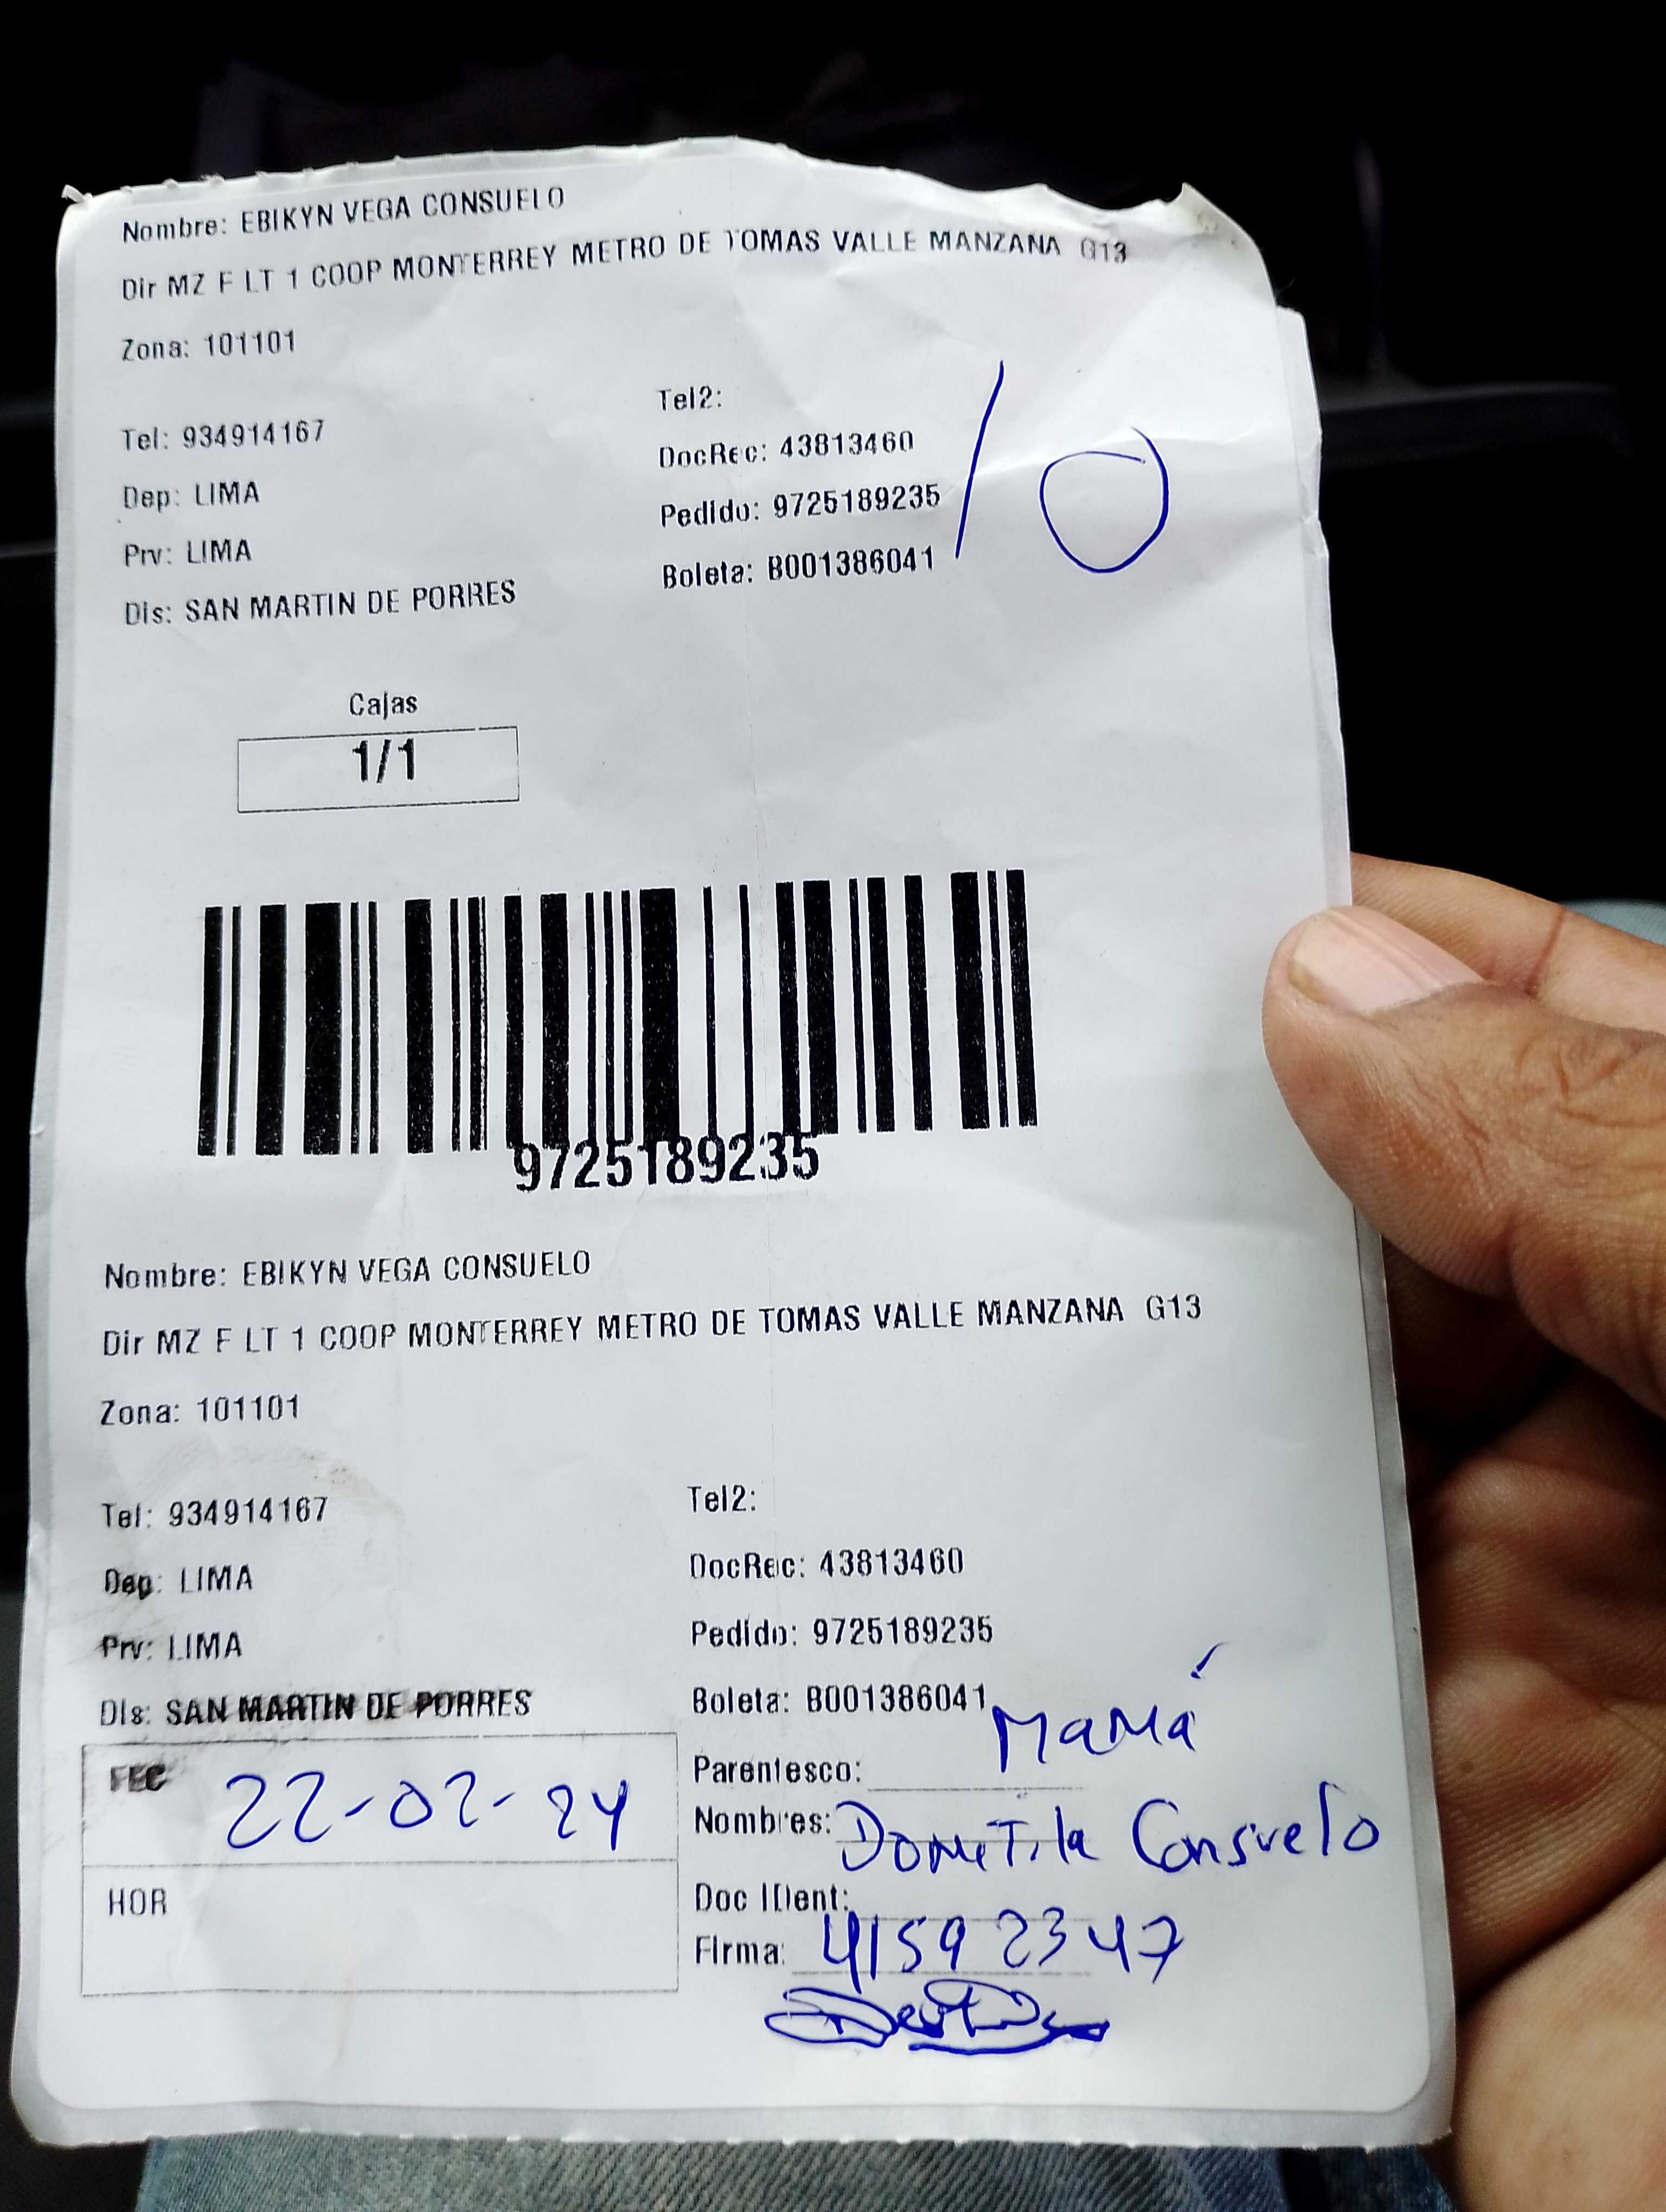 Nombre: EBIKYN VEGA CONSUELO
Dir MZ F LT 1 COOP MONTERREY METRO DE TOMAS VALLE MANZANA G13
Zona: 101101
Tel: 934914167 Tel2:
Dep: LIMA DocRec: 43813460
Prv: LIMA Pedido: 9725189235
Dis: SAN MARTIN DE PORRES Boleta: B001386041
10
Cajas
1/1
9725189235
Nombre: EBIKYN VEGA CONSUELO
Dir MZ F LT 1 COOP MONTERREY METRO DE TOMAS VALLE MANZANA G13
Zona: 101101
Tel: 934914167 Tel2:
Dep: LIMA DocRec: 43813460
Prv: LIMA Pedido: 9725189235
Dis: SAN MARTIN DE PORRES Boleta: B001386041
FEC 22-02-24
HOR
Parentesco: Mamá
Nombres: Domitila Consuelo
Doc IDent: 41592347
Firma: